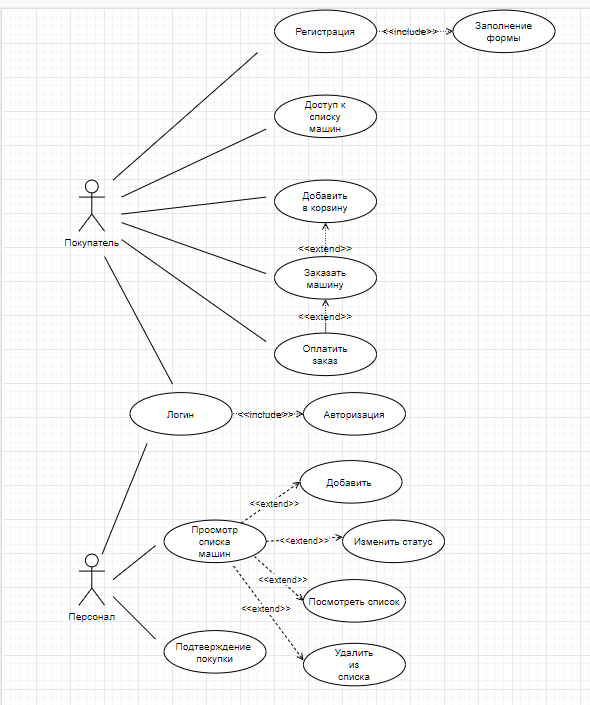 Регистрация
<<include>>
Заполнение
формы
Доступ к
списку
машин
Добавить
в корзину
Покупатель
<<extend>>
Заказать
машину
<<extend>>
Оплатить
заказ
Логин
<<include>>
Авторизация
Добавить
<<extend>>
Просмотр
списка
машин
<<extend>>
Изменить статус
<<extend>>
Посмотреть список
<<extend>>
Персонал
Подтверждение
покупки
Удалить
из
списка